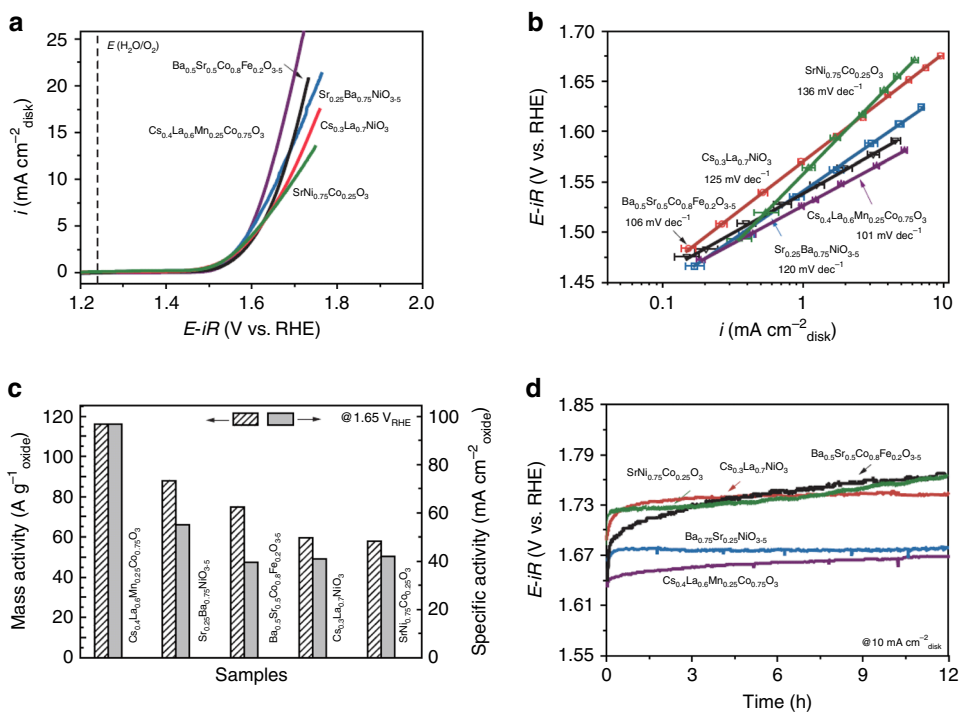 a
25
20
15
10
5
0
i (mA cm⁻²disk)
E (H2O/O2)
Ba0.5Sr0.5Co0.8Fe0.2O3-5
Sr0.25Ba0.75NiO3-5
Cs0.4La0.6Mn0.25Co0.75O3
Cs0.3La0.7NiO3
SrNi0.75Co0.25O3
1.2 1.4 1.6 1.8 2.0
E-iR (V vs. RHE)
b
1.70
1.65
1.60
1.55
1.50
1.45
E-iR (V vs. RHE)
SrNi0.75Co0.25O3
136 mV dec⁻¹
Cs0.3La0.7NiO3
125 mV dec⁻¹
Ba0.5Sr0.5Co0.8Fe0.2O3-5
106 mV dec⁻¹
Cs0.4La0.6Mn0.25Co0.75O3
101 mV dec⁻¹
Sr0.25Ba0.75NiO3-5
120 mV dec⁻¹
0.1 1 10
i (mA cm⁻²disk)
c
120
100
80
60
40
20
0
Mass activity (A g⁻¹oxide)
@1.65 VRHE
Cs0.4La0.6Mn0.25Co0.75O3
Sr0.25Ba0.75NiO3-5
Ba0.5Sr0.5Co0.8Fe0.2O3-5
Cs0.3La0.7NiO3
SrNi0.75Co0.25O3
100
80
60
40
20
0
Specific activity (mA cm⁻²oxide)
Samples
d
1.85
1.79
1.73
1.67
1.61
1.55
E-iR (V vs. RHE)
Ba0.5Sr0.5Co0.8Fe0.2O3-5
Cs0.3La0.7NiO3
SrNi0.75Co0.25O3
Ba0.75Sr0.25NiO3-5
Cs0.4La0.6Mn0.25Co0.75O3
@10 mA cm⁻²disk
0 3 6 9 12
Time (h)